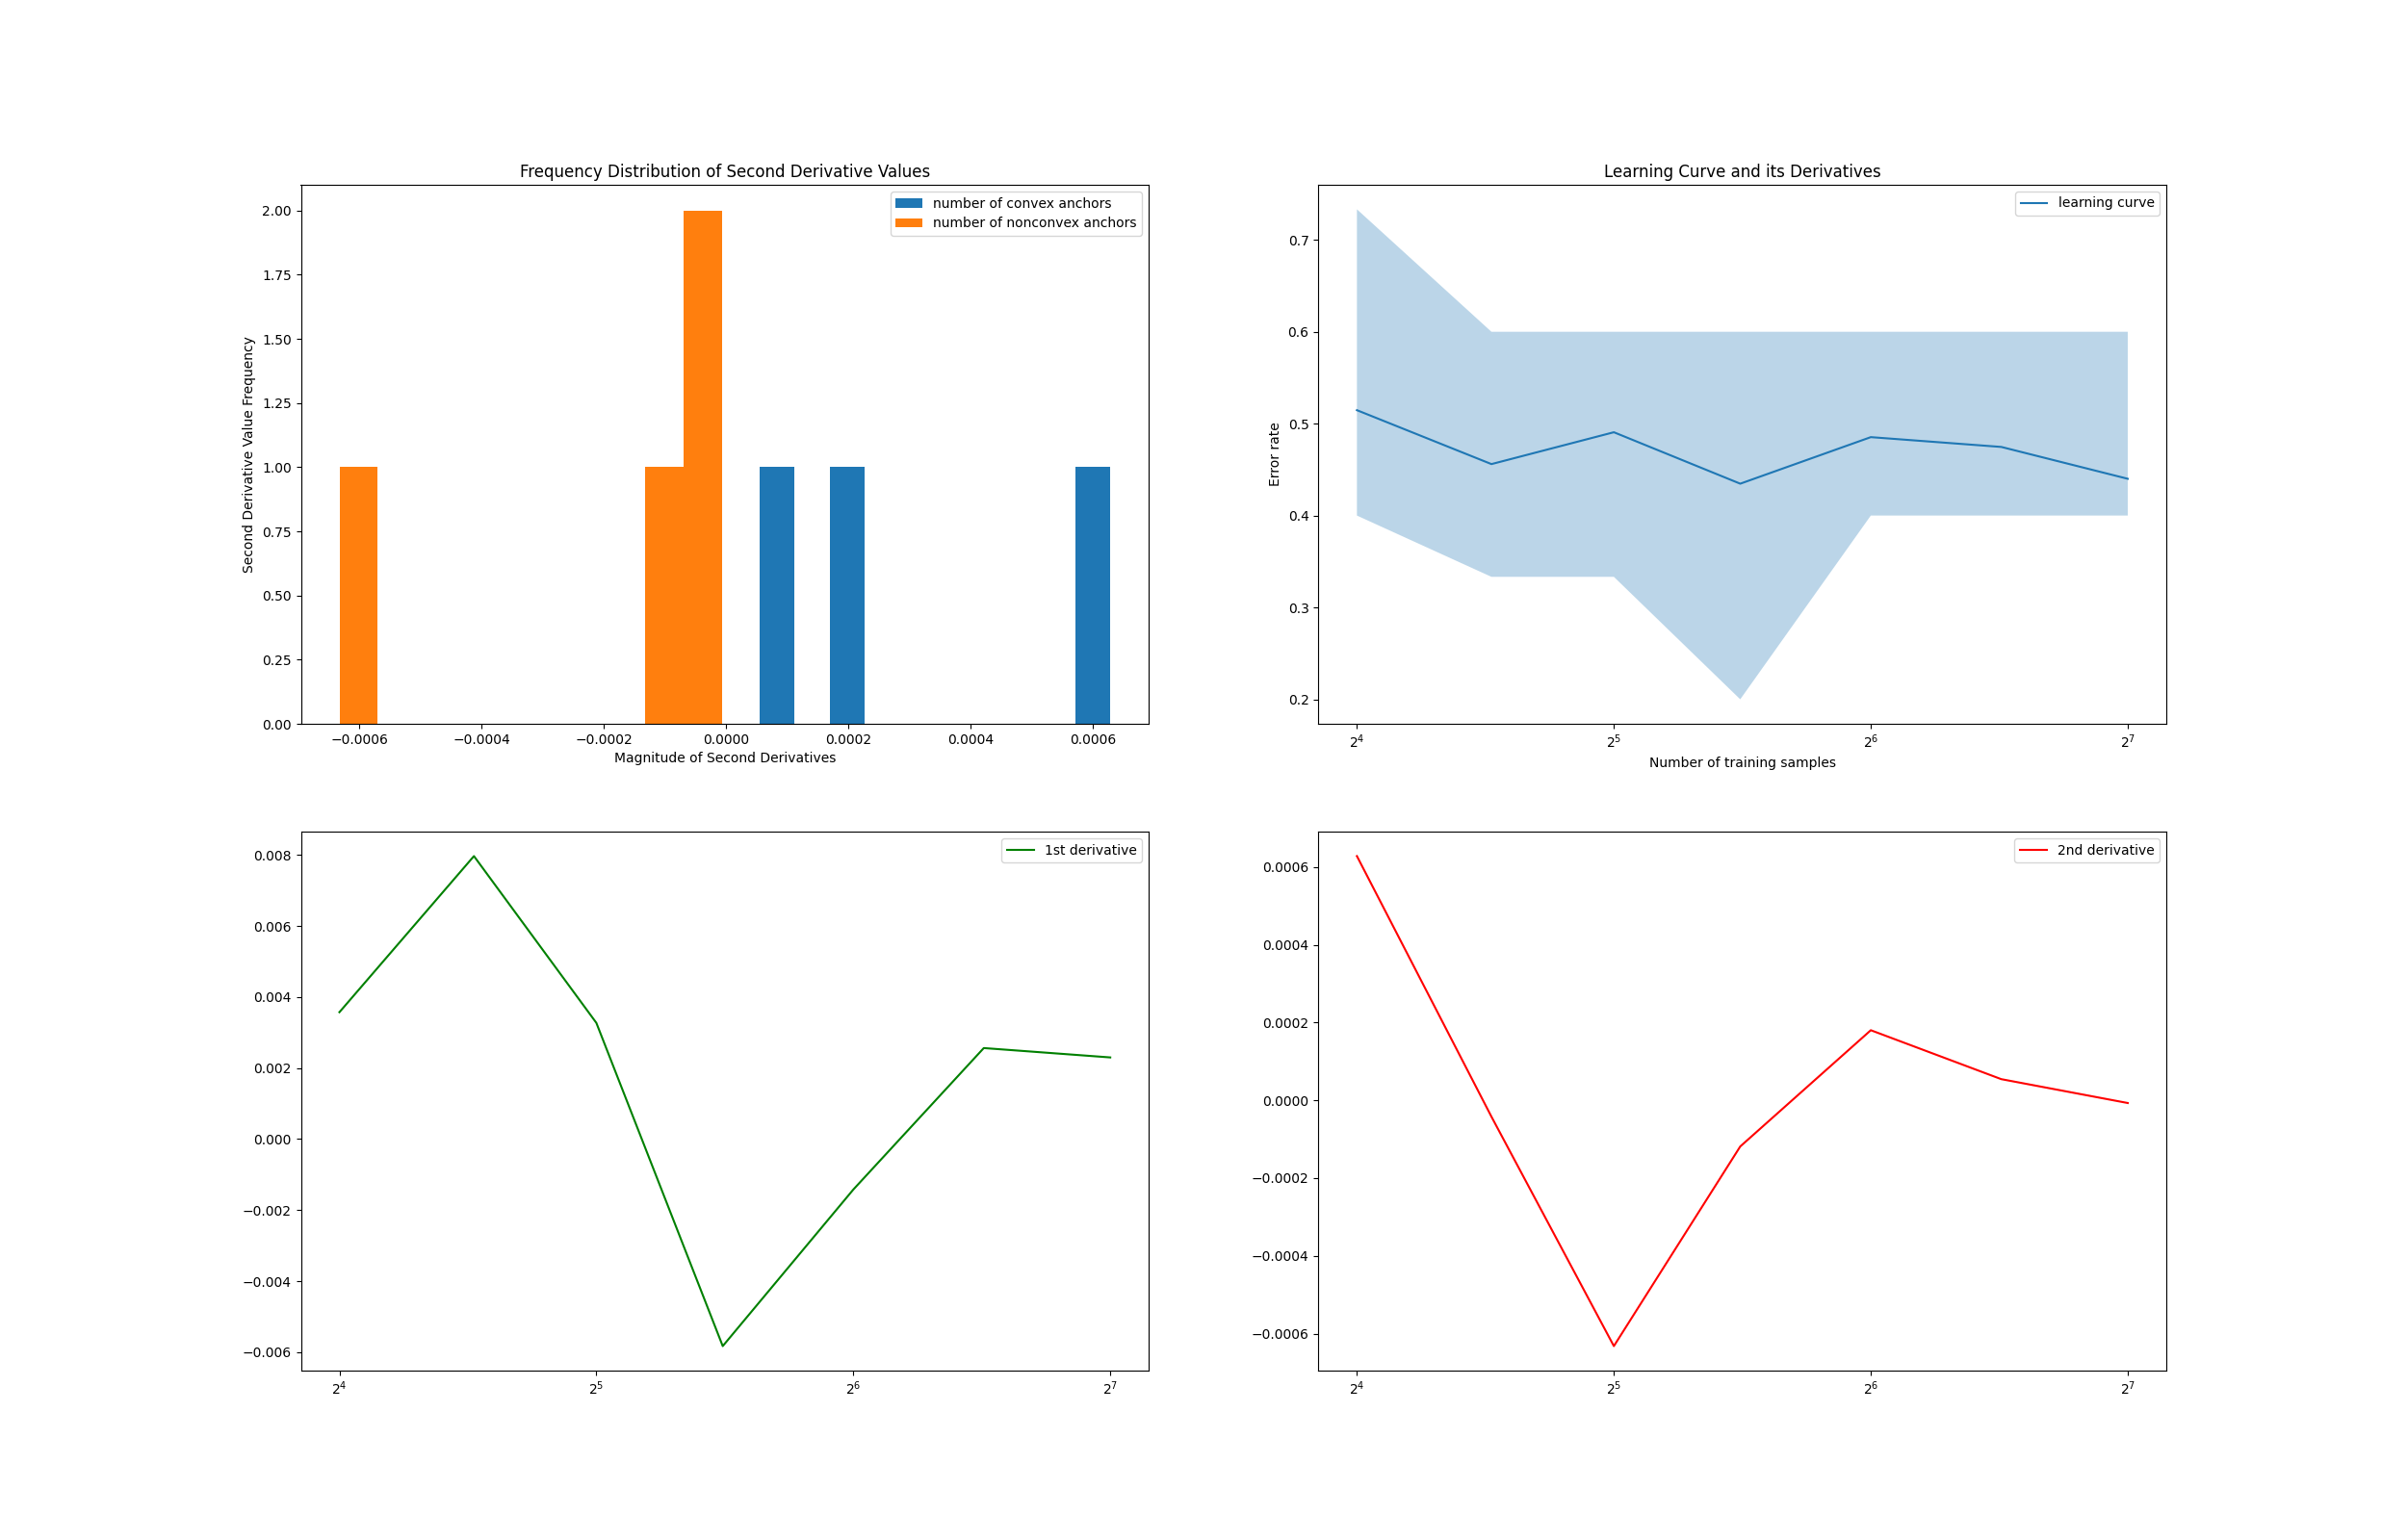 Frequency Distribution of Second Derivative Values
number of convex anchors
number of nonconvex anchors
Second Derivative Value Frequency
2.00
1.75
1.50
1.25
1.00
0.75
0.50
0.25
0.00
−0.0006 −0.0004 −0.0002 0.0000 0.0002 0.0004 0.0006
Magnitude of Second Derivatives
Learning Curve and its Derivatives
learning curve
Error rate
0.7
0.6
0.5
0.4
0.3
0.2
2⁴ 2⁵ 2⁶ 2⁷
Number of training samples
1st derivative
0.008
0.006
0.004
0.002
0.000
−0.002
−0.004
−0.006
2⁴ 2⁵ 2⁶ 2⁷
2nd derivative
0.0006
0.0004
0.0002
0.0000
−0.0002
−0.0004
−0.0006
2⁴ 2⁵ 2⁶ 2⁷